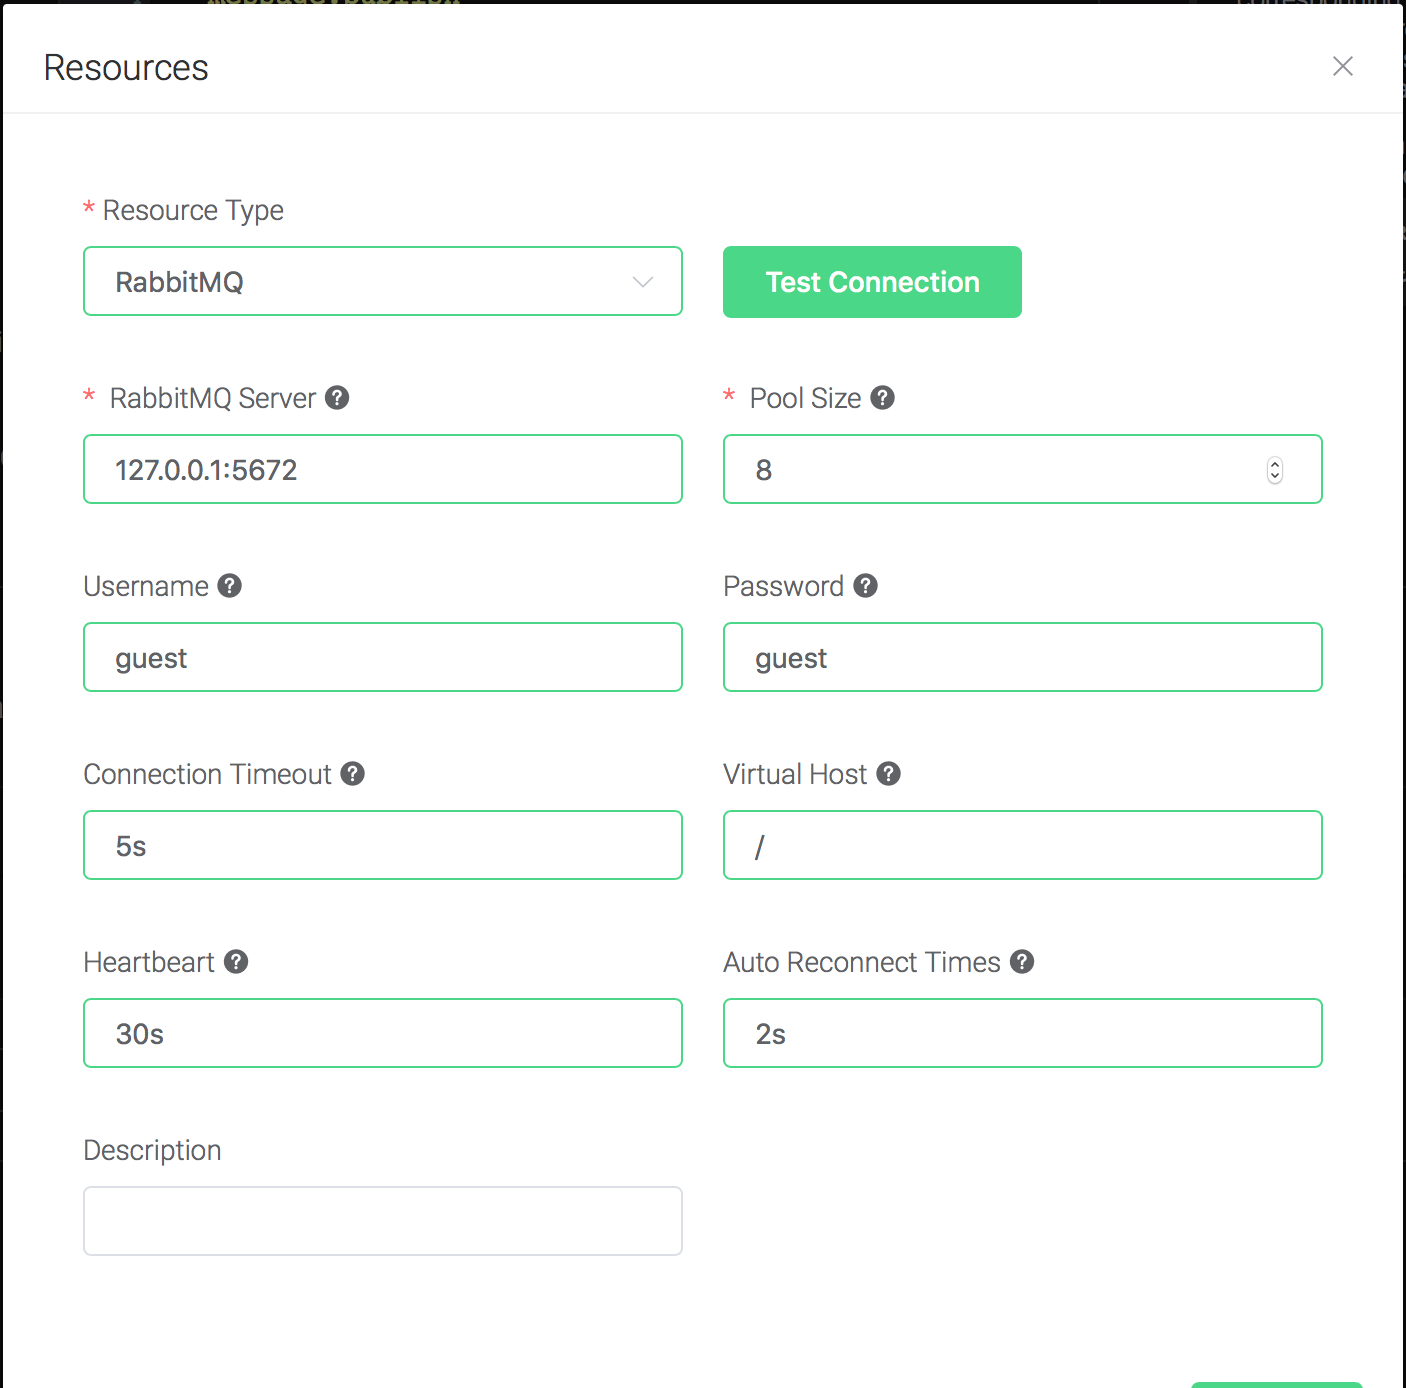 Resources
* Resource Type
RabbitMQ
Test Connection
* RabbitMQ Server ?
* Pool Size ?
127.0.0.1:5672
8
Username ?
Password ?
guest
guest
Connection Timeout ?
Virtual Host ?
5s
/
Heartbeart ?
Auto Reconnect Times ?
30s
2s
Description